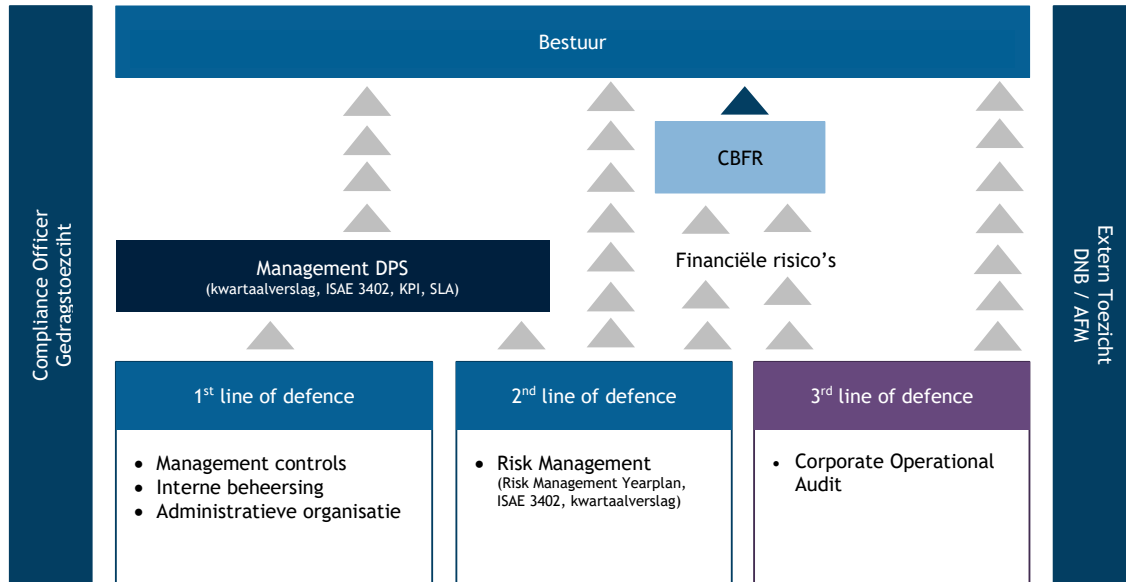 Compliance Officer
Gedragstoezciht
Bestuur
CBFR
Management DPS
(kwartaalverslag, ISAE 3402, KPI, SLA)
Financiële risico's
1st line of defence
• Management controls
• Interne beheersing
• Administratieve organisatie
2nd line of defence
• Risk Management
(Risk Management Yearplan,
ISAE 3402, kwartaalverslag)
3rd line of defence
• Corporate Operational
Audit
Extern Toezicht
DNB / AFM